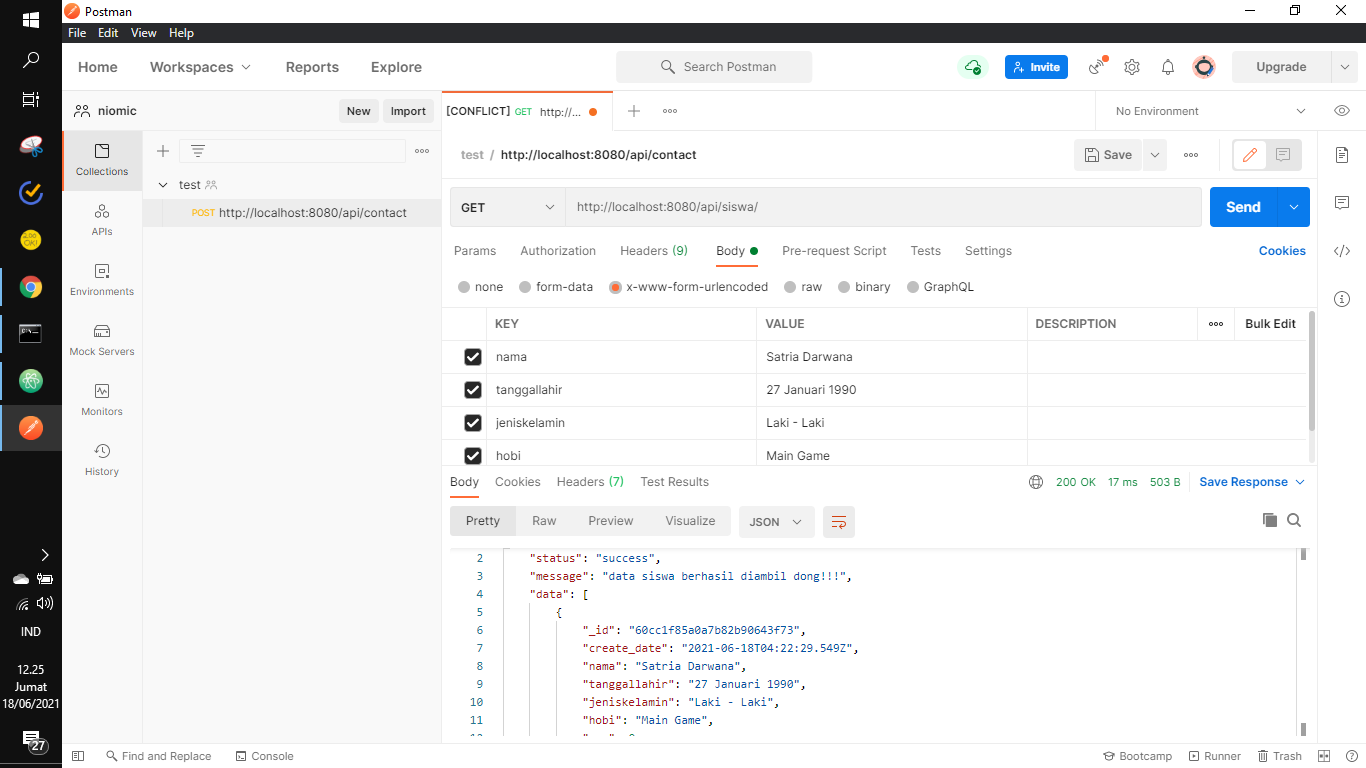 Postman
File Edit View Help
Home Workspaces Reports Explore Search Postman Invite Upgrade
niomic New Import [CONFLICT] GET http://... No Environment
Collections
APIs
Environments
Mock Servers
Monitors
History
test
POST http://localhost:8080/api/contact
test / http://localhost:8080/api/contact Save
GET http://localhost:8080/api/siswa/ Send
Params Authorization Headers (9) Body Pre-request Script Tests Settings Cookies
none form-data x-www-form-urlencoded raw binary GraphQL
KEY VALUE DESCRIPTION Bulk Edit
nama Satria Darwana
tanggallahir 27 Januari 1990
jeniskelamin Laki - Laki
hobi Main Game
Body Cookies Headers (7) Test Results 200 OK 17 ms 503 B Save Response
Pretty Raw Preview Visualize JSON
2 "status": "success",
3 "message": "data siswa berhasil diambil dong!!!",
4 "data": [
5 {
6 "_id": "60cc1f85a0a7b82b90643f73",
7 "create_date": "2021-06-18T04:22:29.549Z",
8 "nama": "Satria Darwana",
9 "tanggallahir": "27 Januari 1990",
10 "jeniskelamin": "Laki - Laki",
11 "hobi": "Main Game",
Find and Replace Console Bootcamp Runner Trash
IND
12.25
Jumat
18/06/2021
27